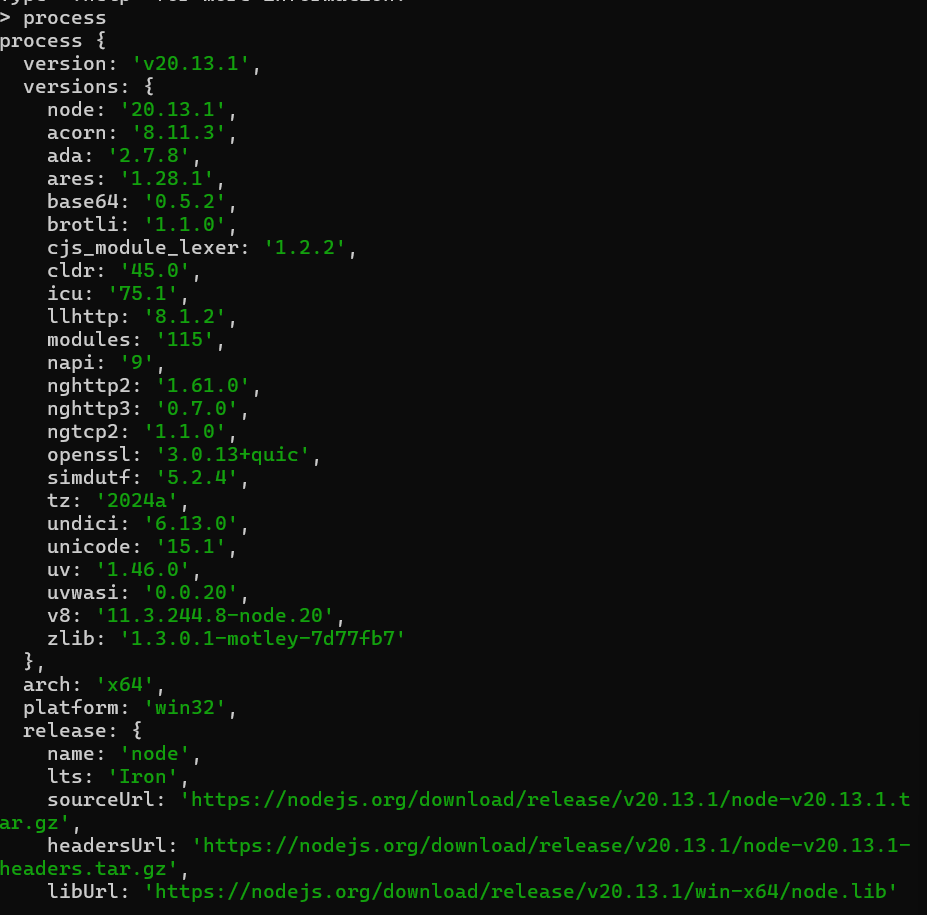 > process
process {
  version: 'v20.13.1',
  versions: {
    node: '20.13.1',
    acorn: '8.11.3',
    ada: '2.7.8',
    ares: '1.28.1',
    base64: '0.5.2',
    brotli: '1.1.0',
    cjs_module_lexer: '1.2.2',
    cldr: '45.0',
    icu: '75.1',
    llhttp: '8.1.2',
    modules: '115',
    napi: '9',
    nghttp2: '1.61.0',
    nghttp3: '0.7.0',
    ngtcp2: '1.1.0',
    openssl: '3.0.13+quic',
    simdutf: '5.2.4',
    tz: '2024a',
    undici: '6.13.0',
    unicode: '15.1',
    uv: '1.46.0',
    uvwasi: '0.0.20',
    v8: '11.3.244.8-node.20',
    zlib: '1.3.0.1-motley-7d77fb7'
  },
  arch: 'x64',
  platform: 'win32',
  release: {
    name: 'node',
    lts: 'Iron',
    sourceUrl: 'https://nodejs.org/download/release/v20.13.1/node-v20.13.1.t
ar.gz',
    headersUrl: 'https://nodejs.org/download/release/v20.13.1/node-v20.13.1-
headers.tar.gz',
    libUrl: 'https://nodejs.org/download/release/v20.13.1/win-x64/node.lib'